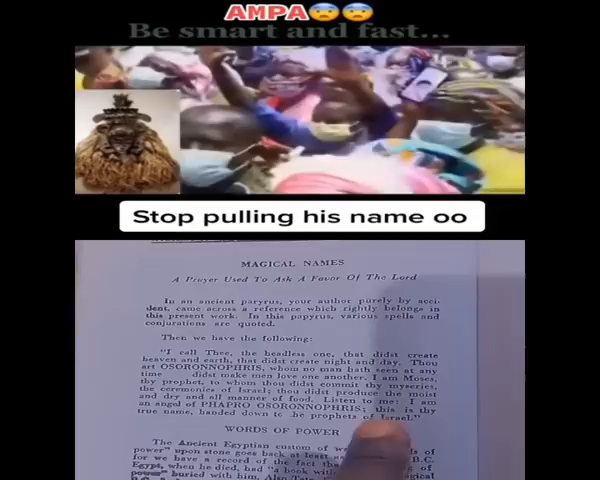 AMPA😨😨
Be smart and fast...
Stop pulling his name oo
MAGICAL NAMES
A Prayer Used To Ask A Favor Of The Lord
In an ancient papyrus, your author purely by acci-
dent, came across a reference which rightly belongs in
this present work. In this papyrus, various spells and
conjurations are quoted.
Then we have the following:
"I call Thee, the headless one, that didst create
heaven and earth, that didst create night and day, Thou
art OSORONNOPHRIS, whom no man hath seen at any
time didst make men love one another. I am Moses,
thy prophet, to whom thou didst commit thy mysteries,
the ceremonies of Israel; thou didst produce the moist
and dry and all manner of food. Listen to me: I am
an angel of PHAPRO OSORONNOPHRIS; this is thy
true name, handed down to the prophets of Israel."
WORDS OF POWER
The Ancient Egyptian custom of of
power" upon stone goes back at least B.C.
for we have a record of the fact tha of
Egypt, when he died, had "a book with
power" buried with him. Also